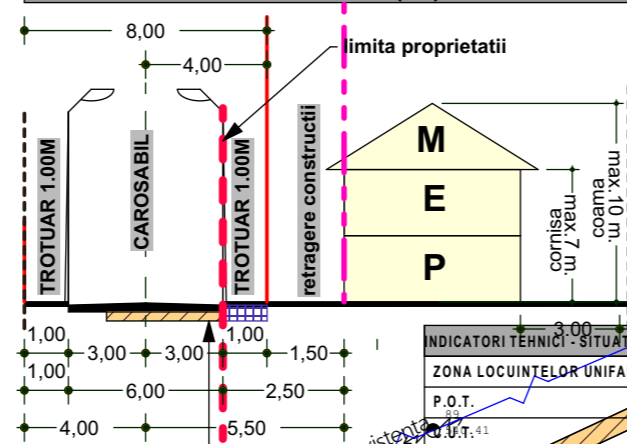 8,00
4,00
limita proprietatii
TROTUAR 1.00M
CAROSABIL
TROTUAR 1.00M
retragere constructii
M
E
P
cornisa
max. 7 m.
coama
max. 10 m.
1,00
3,00
3,00
1,00
1,50
3.00
1,00
6,00
2,50
4,00
5,50
INDICATORI TEHNICI - SITUAT
ZONA LOCUINTELOR UNIFA
P.O.T.
C.U.T.
89